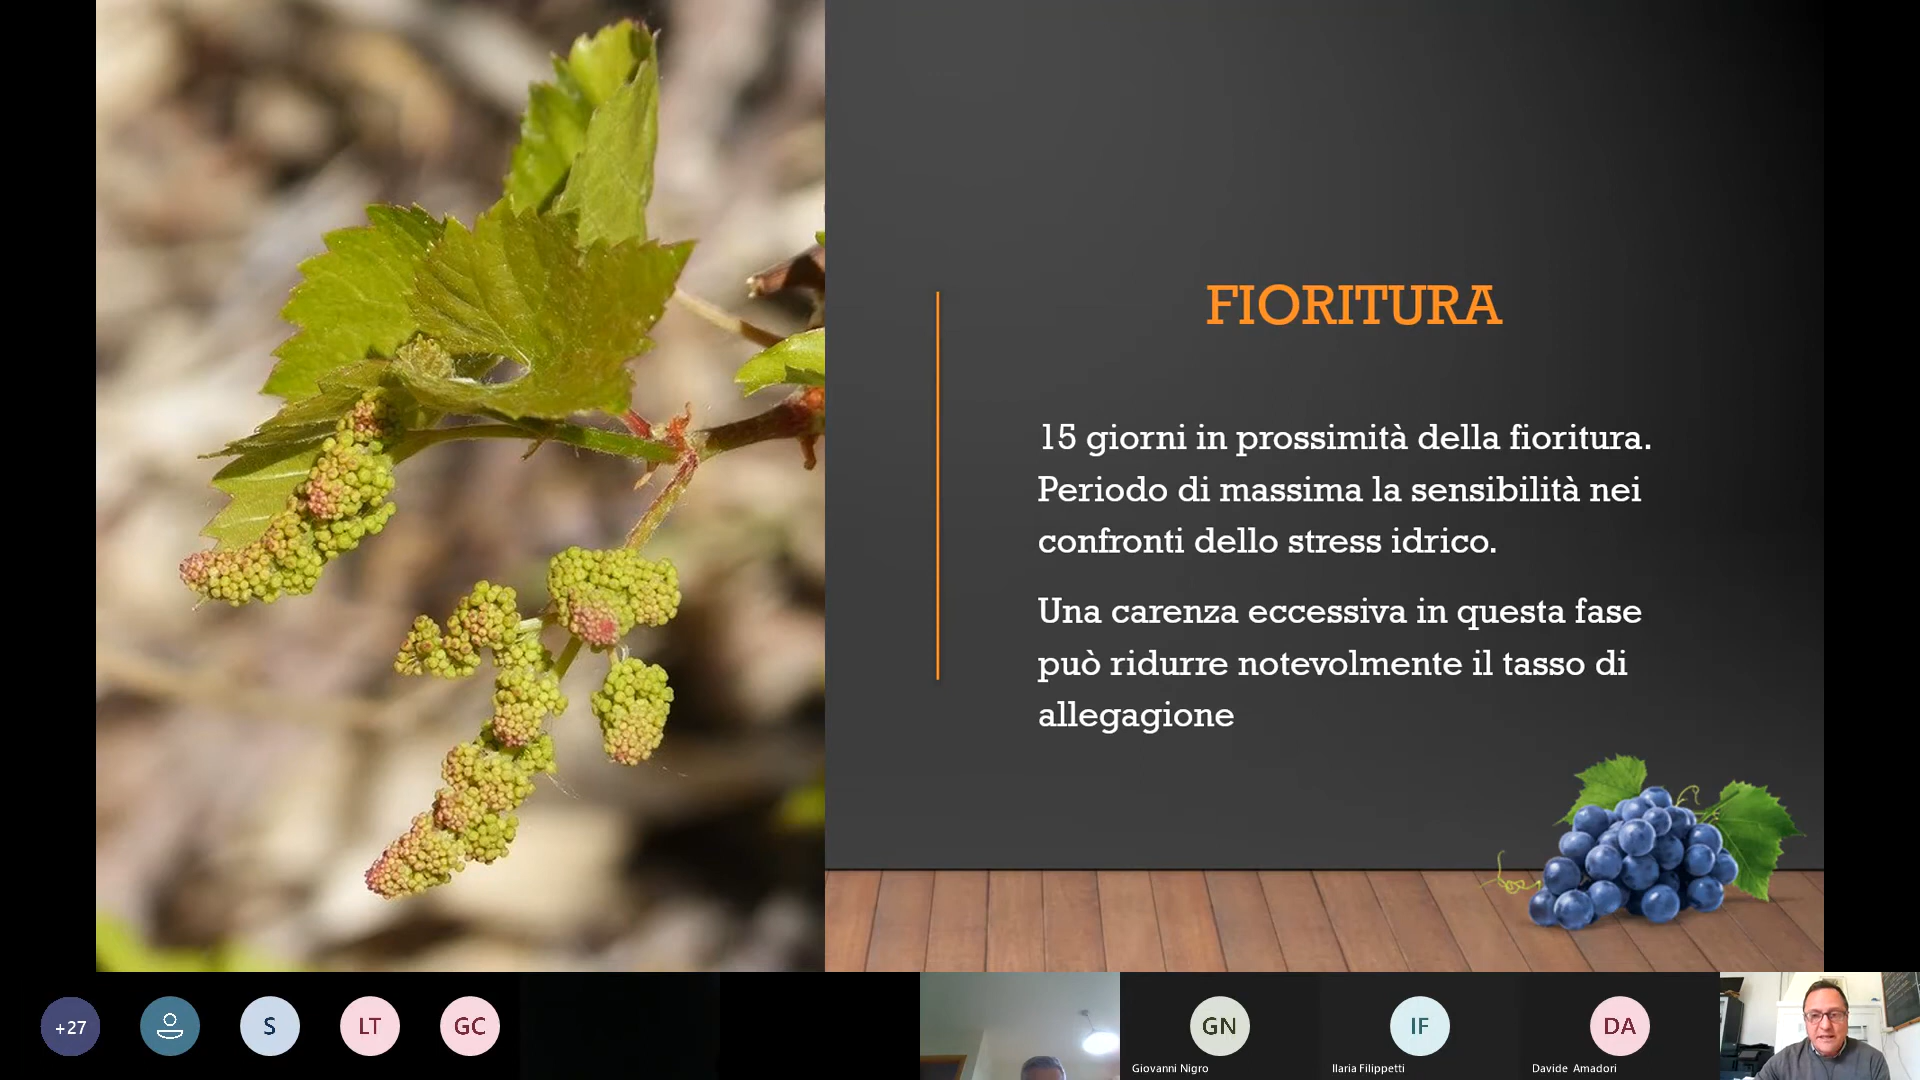 FIORITURA
15 giorni in prossimità della fioritura.
Periodo di massima la sensibilità nei
confronti dello stress idrico.
Una carenza eccessiva in questa fase
può ridurre notevolmente il tasso di
allegagione
+27
S
LT
GC
GN
IF
DA
Giovanni Nigro
Ilaria Filippetti
Davide Amadori